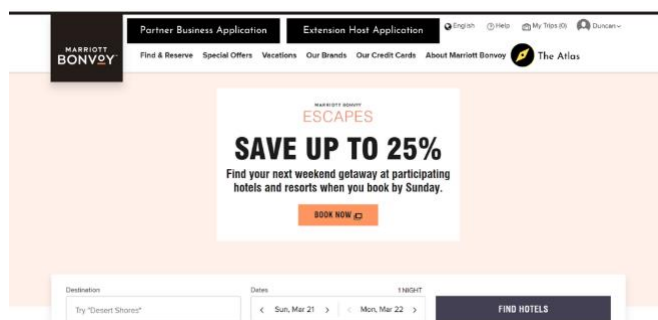 Partner Business Application
Extension Host Application
English
Help
My Trips (0)
Duncan
MARRIOTT
BONVOY
Find & Reserve
Special Offers
Vacations
Our Brands
Our Credit Cards
About Marriott Bonvoy
The Atlas
MARRIOTT BONVOY
ESCAPES
SAVE UP TO 25%
Find your next weekend getaway at participating
hotels and resorts when you book by Sunday.
BOOK NOW
Destination
Dates
1 NIGHT
Try "Desert Shores"
Sun, Mar 21
Mon, Mar 22
FIND HOTELS